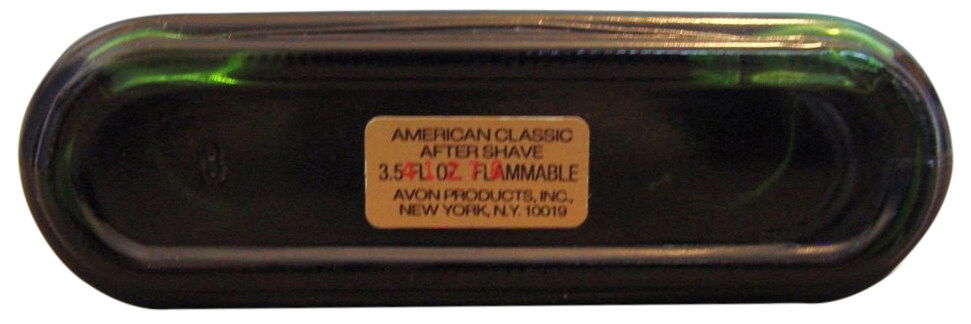 AMERICAN CLASSIC
AFTER SHAVE
3.5 FL. OZ. FLAMMABLE
AVON PRODUCTS, INC.,
NEW YORK, N.Y. 10019